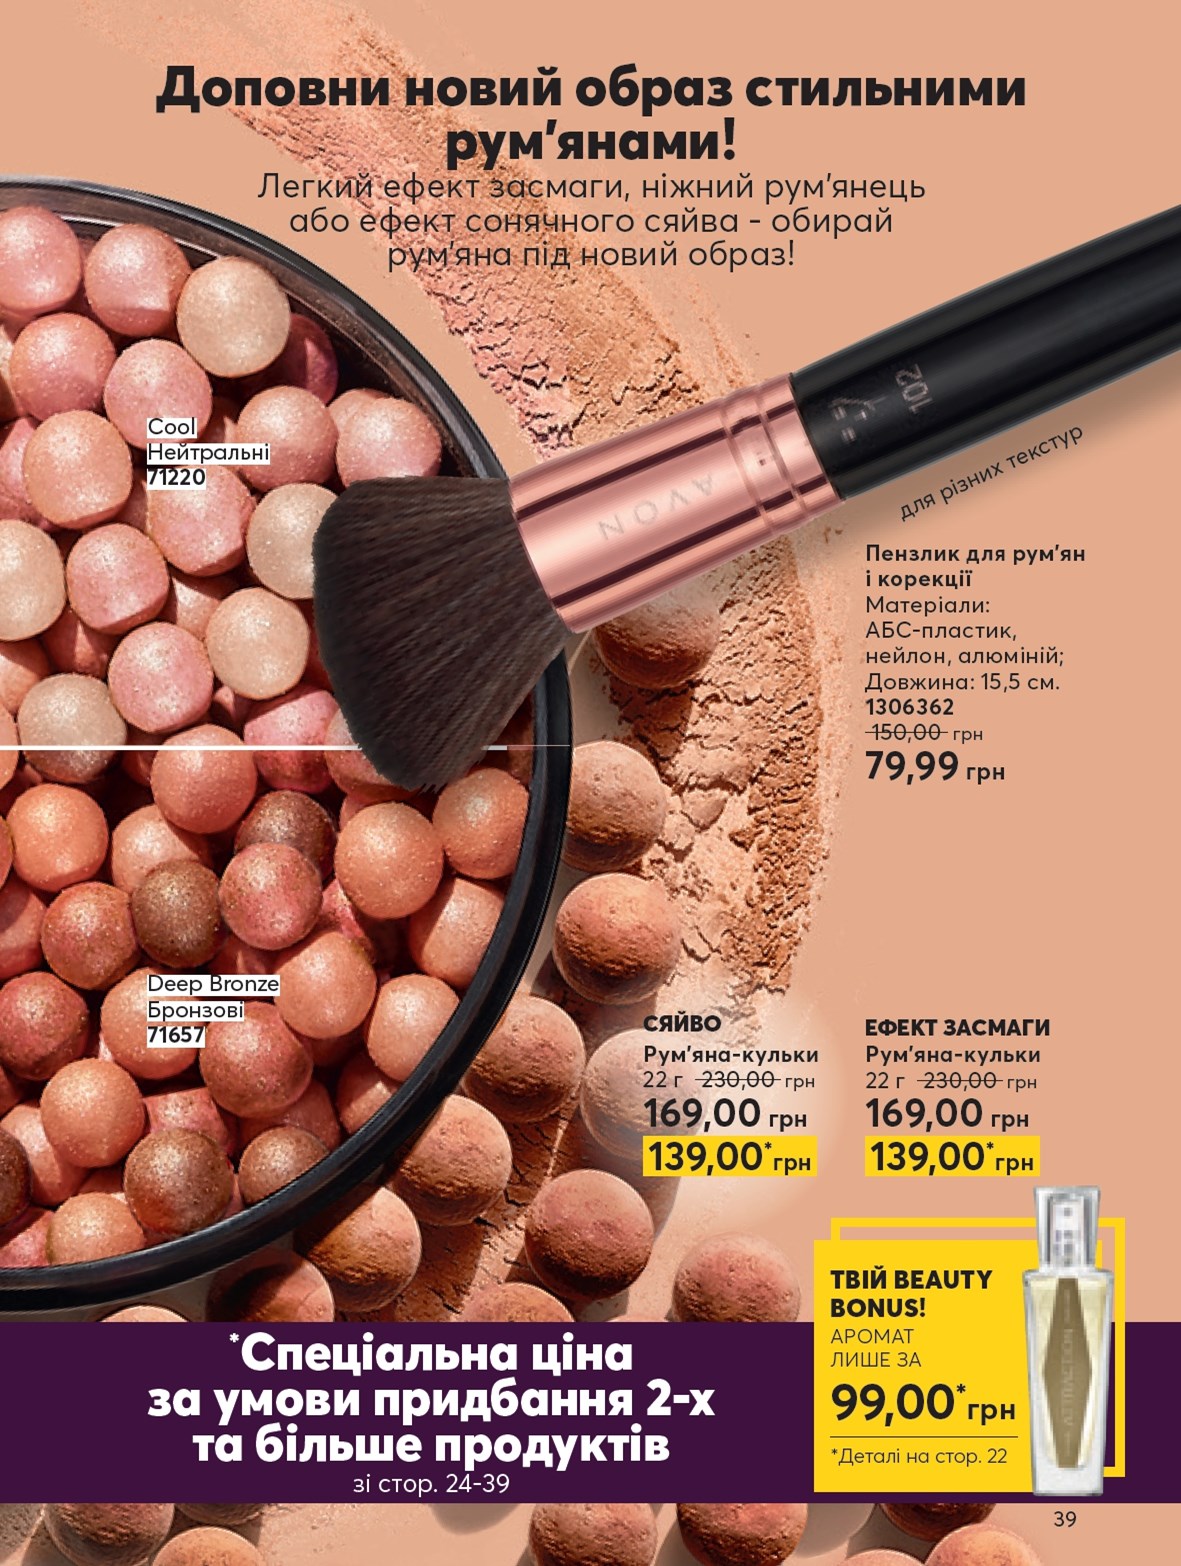 Доповни новий образ стильними
рум'янами!
Легкий ефект засмаги, ніжний рум'янець
або ефект сонячного сяйва - обирай
рум'яна під новий образ!
102
AVON
для різних текстур
Cool
Нейтральні
71220
Пензлик для рум'ян
і корекції
Матеріали:
АБС-пластик,
нейлон, алюміній;
Довжина: 15,5 см.
1306362
150,00 грн
79,99 грн
Deep Bronze
Бронзові
71657
СЯЙВО
Рум'яна-кульки
22 г 230,00 грн
169,00 грн
139,00*грн
ЕФЕКТ ЗАСМАГИ
Рум'яна-кульки
22 г 230,00 грн
169,00 грн
139,00*грн
ТВІЙ BEAUTY
BONUS!
АРОМАТ
ЛИШЕ ЗА
99,00*грн
*Деталі на стор. 22
ATTRACTION
*Спеціальна ціна
за умови придбання 2-х
та більше продуктів
зі стор. 24-39
39